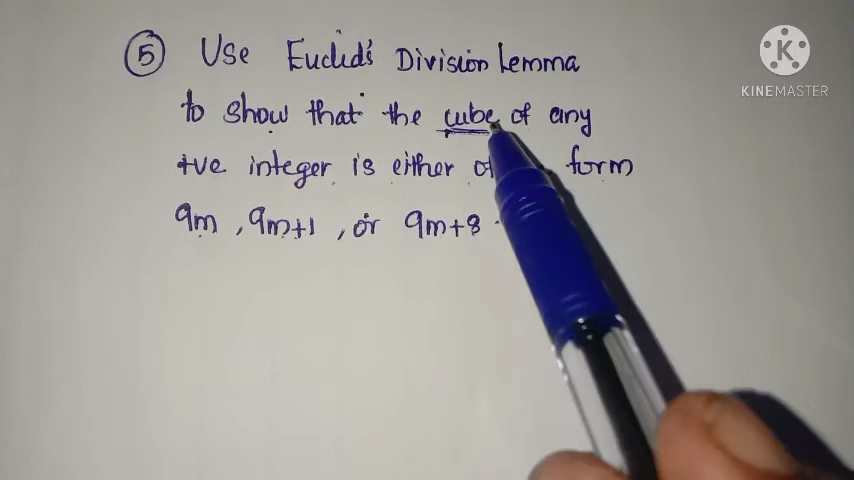 5 Use Euclid's Division Lemma
to show that the cube of any
+ve integer is either of form
9m, 9m+1, or 9m+8
K
KINEMASTER